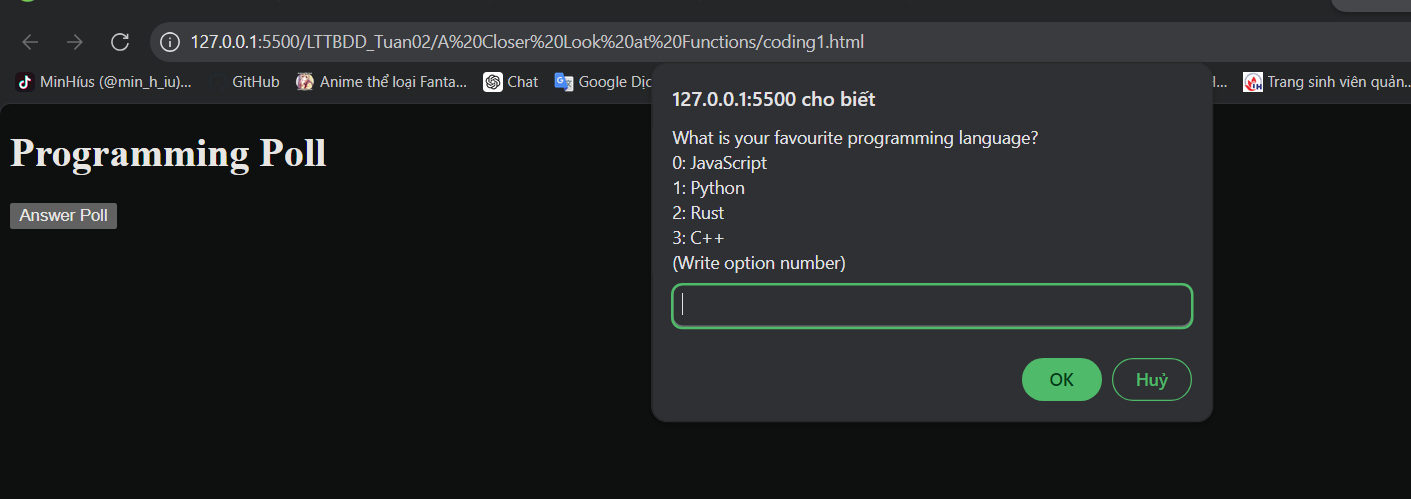 127.0.0.1:5500/LTTBDD_Tuan02/A%20Closer%20Look%20at%20Functions/coding1.html
MinHíus (@min_h_iu)...
GitHub
Anime thể loại Fanta...
Chat
Google Dịc
Trang sinh viên quản...
Programming Poll
Answer Poll
127.0.0.1:5500 cho biết
What is your favourite programming language?
0: JavaScript
1: Python
2: Rust
3: C++
(Write option number)
OK
Huỷ